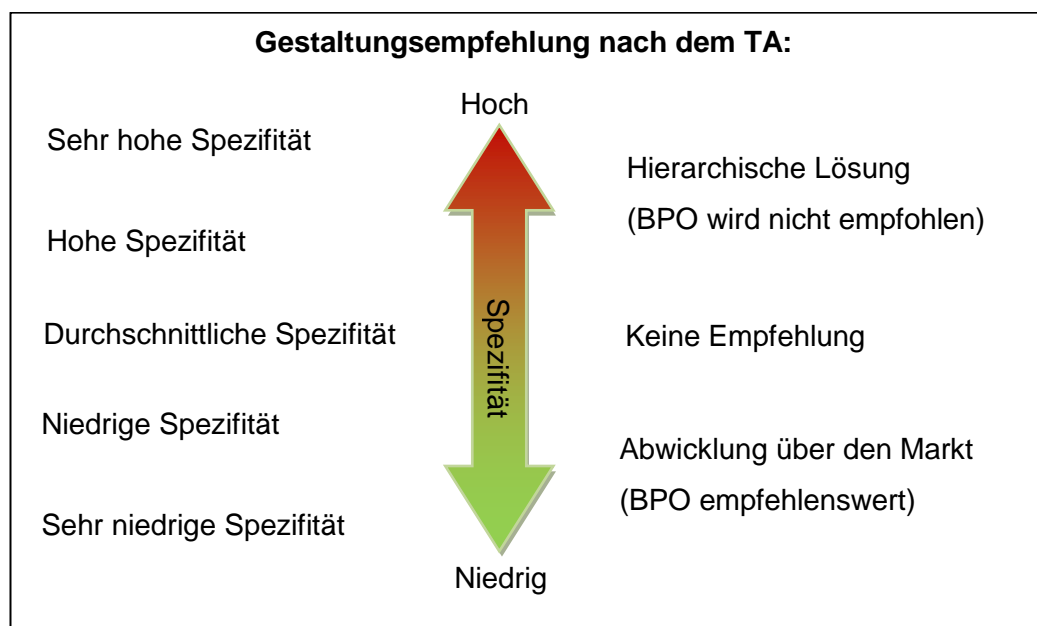 Gestaltungsempfehlung nach dem TA:
Hoch
Sehr hohe Spezifität
Hierarchische Lösung
(BPO wird nicht empfohlen)
Hohe Spezifität
Spezifität
Durchschnittliche Spezifität
Keine Empfehlung
Niedrige Spezifität
Abwicklung über den Markt
(BPO empfehlenswert)
Sehr niedrige Spezifität
Niedrig